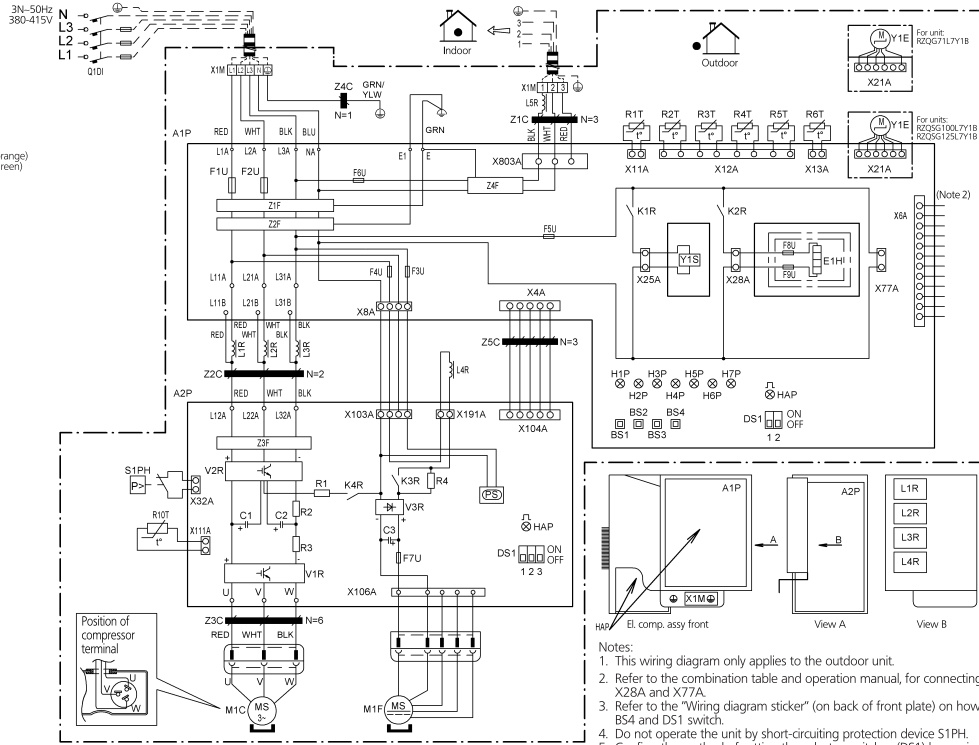 3N~50Hz
380-415V
N
L3
L2
L1
Q1DI
Indoor
3
2
1
Outdoor
Y1E
For unit:
RZQG71L7Y1B
X21A
X1M L1 L2 L3 N
Z4C
N=1
GRN/
YLW
X1M 1 2 3
L5R
Z1C
N=3
BLK
WHT
RED
R1T R2T R3T R4T R5T R6T
t° t° t° t° t° t°
X11A X12A X13A
Y1E
For units:
RZQSG100L7Y1B
RZQSG125L7Y1B
X21A
range)
reen)
A1P
RED WHT BLK BLU
GRN
L1A L2A L3A NA
E1 E
X803A
F1U F2U
F6U
Z4F
Z1F
Z2F
F5U
K1R
K2R
(Note 2)
X6A
Y1S
X25A
F8U
F9U
E1H
X28A
X77A
L11A L21A L31A
F4U F3U
L11B L21B L31B
X8A
X4A
RED WHT BLK
RED WHT BLK
L1R L2R L3R
Z5C
N=3
L4R
Z2C
N=2
A2P
RED WHT BLK
L12A L22A L32A
X103A X191A
X104A
H1P H3P H5P H7P
H2P H4P H6P
HAP
BS2 BS4
BS1 BS3
DS1
ON
OFF
1 2
Z3F
S1PH
P>
X32A
V2R
R1
K4R
K3R
R4
PS
V3R
R10T
t°
X111A
C1 C2
R2
C3
HAP
R3
F7U
DS1
ON
OFF
1 2 3
V1R
U V W
X106A
Z3C
N=6
RED WHT BLK
Position of
compressor
terminal
U
V
W
U V W
M1C
MS
3~
M1F
MS
A1P
A2P
L1R
L2R
L3R
L4R
A
B
X1M
HAP
El. comp. assy front
View A
View B
Notes:
1. This wiring diagram only applies to the outdoor unit.
2. Refer to the combination table and operation manual, for connecting
X28A and X77A.
3. Refer to the "Wiring diagram sticker" (on back of front plate) on how
BS4 and DS1 switch.
4. Do not operate the unit by short-circuiting protection device S1PH.